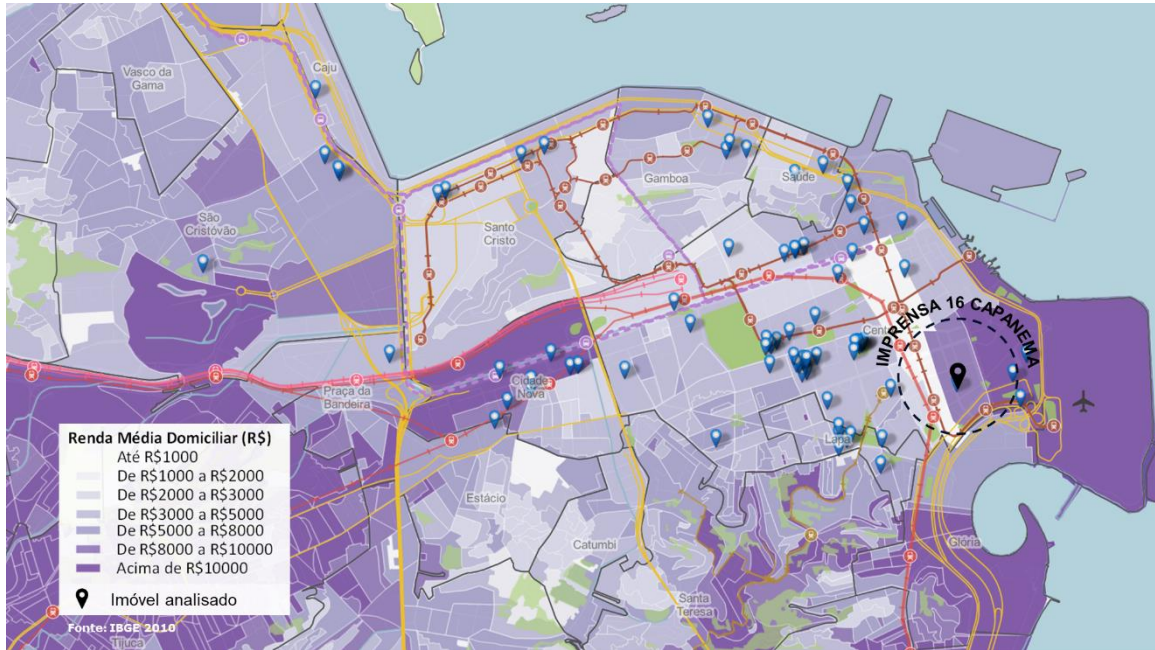 Vasco da
Gama
Caju
São
Cristóvão
Santo
Cristo
Gamboa
Saúde
IMPRENSA 16 CAPANEMA
Cent
Cidade
Nova
Praça da
Bandeira
Lapa
Estácio
Catumbi
Glória
Santa
Teresa
Tijuca
Renda Média Domiciliar (R$)
Até R$1000
De R$1000 a R$2000
De R$2000 a R$3000
De R$3000 a R$5000
De R$5000 a R$8000
De R$8000 a R$10000
Acima de R$10000
Imóvel analisado
Fonte: IBGE 2010